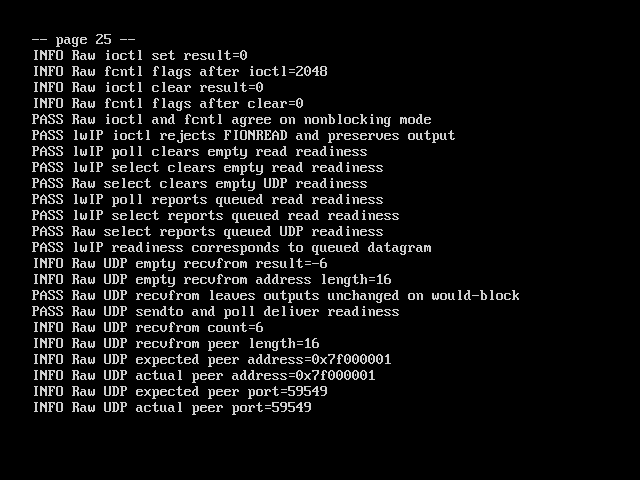 -- page 25 --
INFO Raw ioctl set result=0
INFO Raw fcntl flags after ioctl=2048
INFO Raw ioctl clear result=0
INFO Raw fcntl flags after clear=0
PASS Raw ioctl and fcntl agree on nonblocking mode
PASS lwIP ioctl rejects FIONREAD and preserves output
PASS lwIP poll clears empty read readiness
PASS lwIP select clears empty read readiness
PASS Raw select clears empty UDP readiness
PASS lwIP poll reports queued read readiness
PASS lwIP select reports queued read readiness
PASS Raw select reports queued UDP readiness
PASS lwIP readiness corresponds to queued datagram
INFO Raw UDP empty recvfrom result=-6
INFO Raw UDP empty recvfrom address length=16
PASS Raw UDP recvfrom leaves outputs unchanged on would-block
PASS Raw UDP sendto and poll deliver readiness
INFO Raw UDP recvfrom count=6
INFO Raw UDP recvfrom peer length=16
INFO Raw UDP expected peer address=0x7f000001
INFO Raw UDP actual peer address=0x7f000001
INFO Raw UDP expected peer port=59549
INFO Raw UDP actual peer port=59549